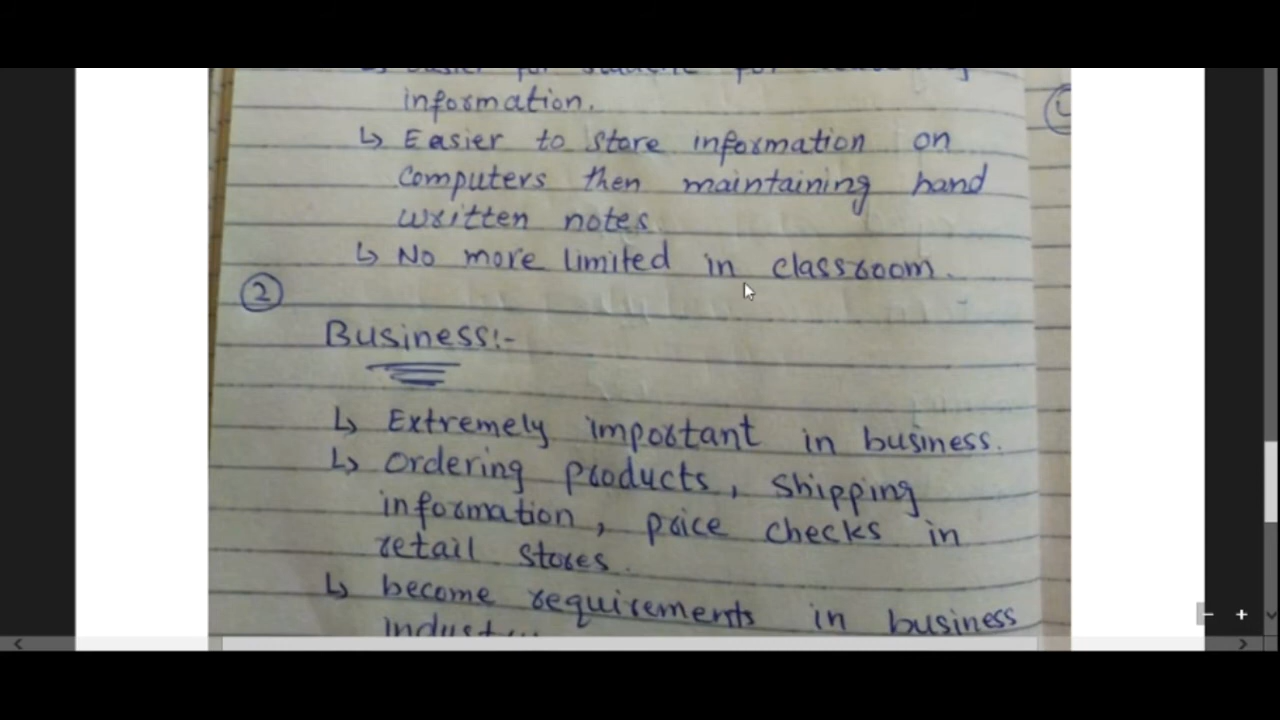 information.
↳ Easier to store information on
computers then maintaining hand
written notes
↳ No more limited in classroom.
②
Business:-
↳ Extremely important in business.
↳ Ordering products, shipping
information, price checks in
retail stores.
↳ become requirements in business